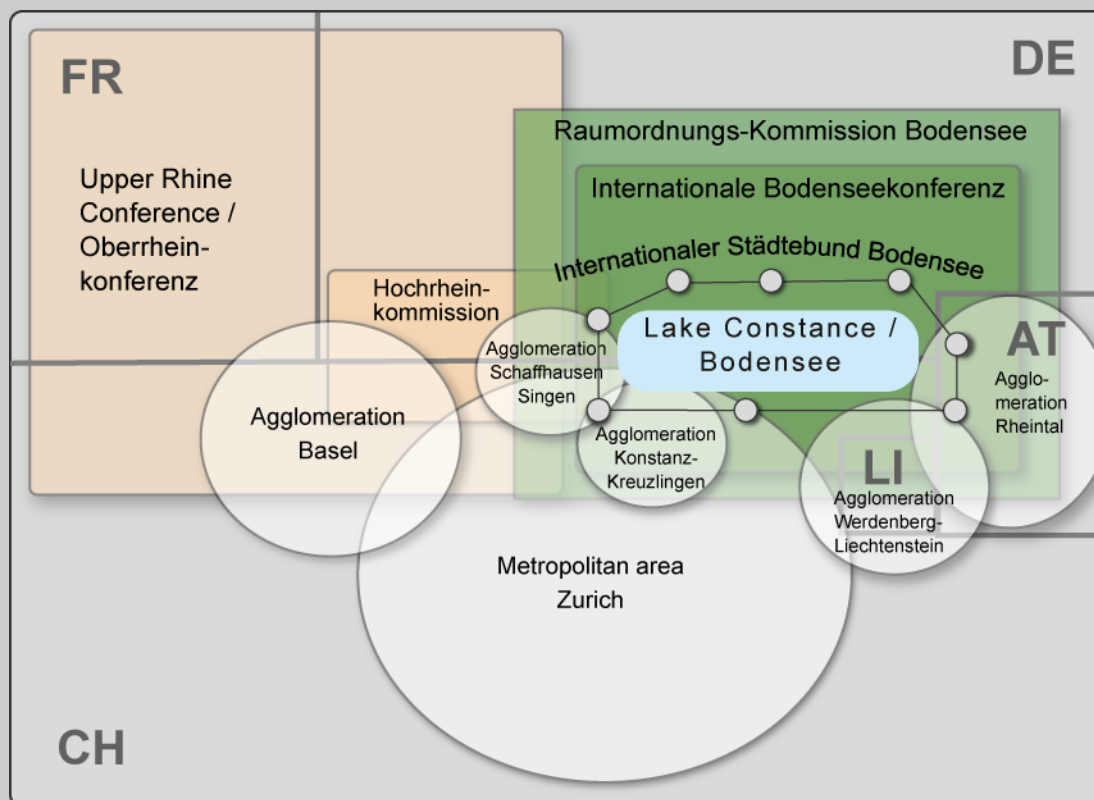 FR
DE
Raumordnungs-Kommission Bodensee
Upper Rhine
Conference /
Oberrhein-
konferenz
Internationale Bodenseekonferenz
Internationaler Städtebund Bodensee
Hochrhein-
kommission
Lake Constance /
Bodensee
Agglomeration
Schaffhausen
Singen
AT
Agglo-
meration
Rheintal
Agglomeration
Basel
Agglomeration
Konstanz-
Kreuzlingen
LI
Agglomeration
Werdenberg-
Liechtenstein
Metropolitan area
Zurich
CH